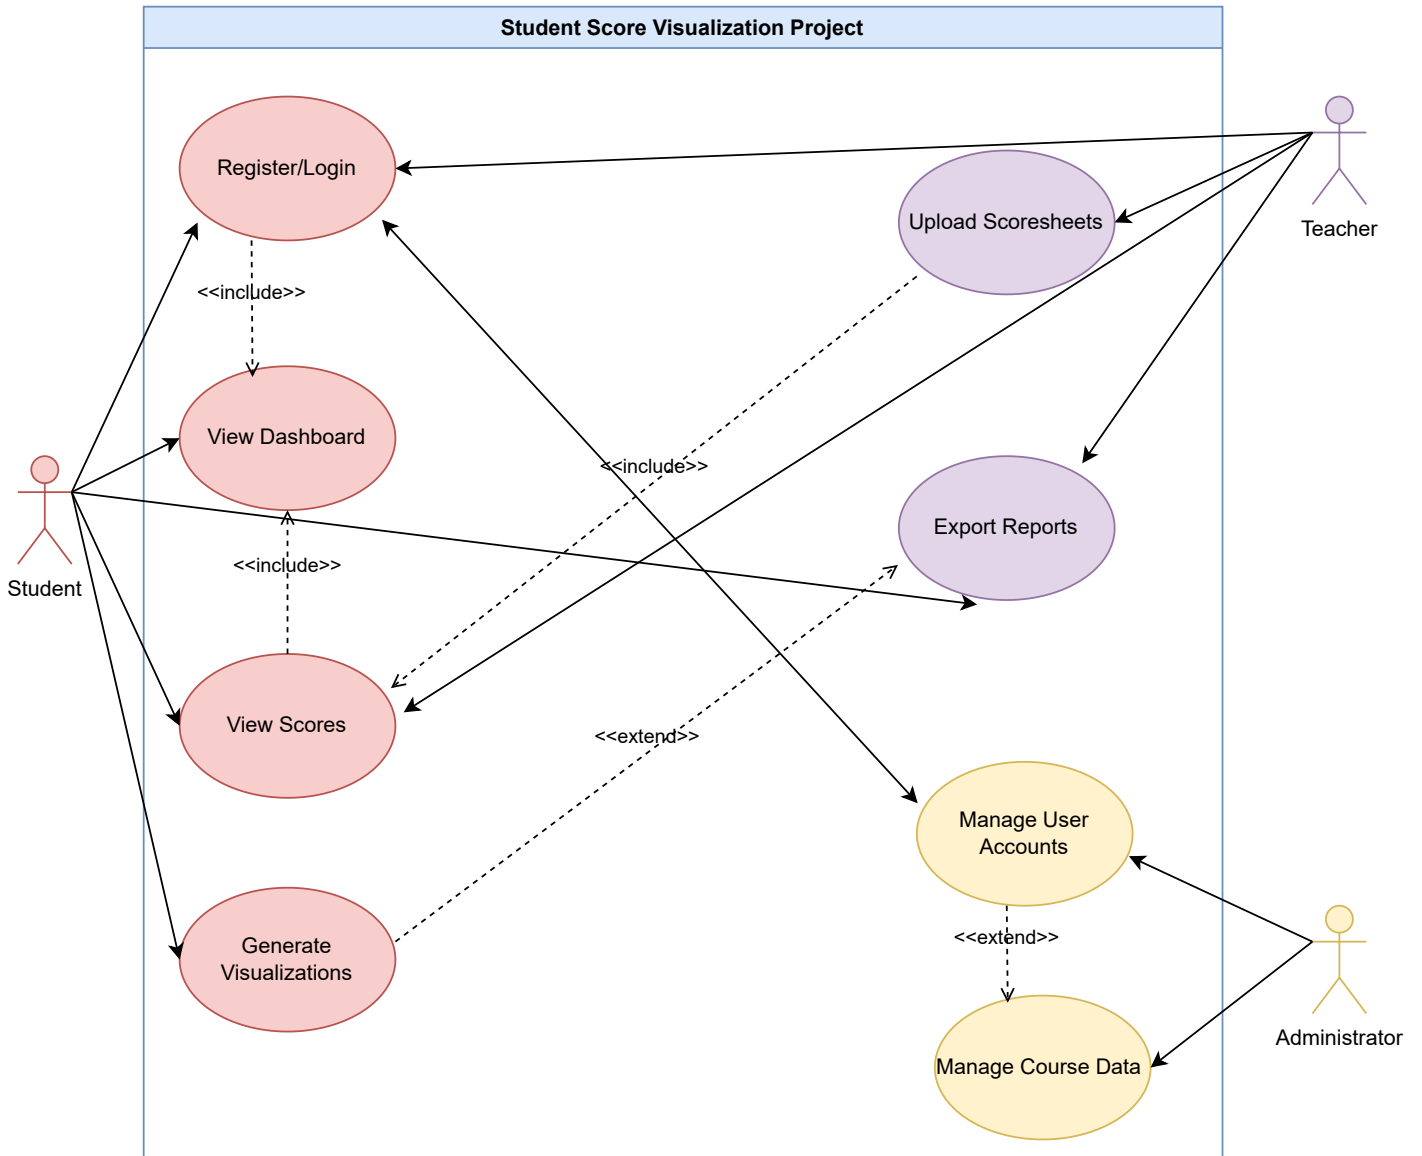 Student Score Visualization Project
Register/Login
Upload Scoresheets
Teacher
<<include>>
View Dashboard
<<include>>
Export Reports
<<include>>
Student
View Scores
<<extend>>
Manage User
Accounts
Generate
Visualizations
<<extend>>
Administrator
Manage Course Data